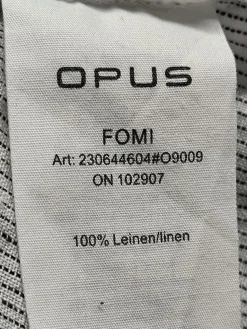 OPUS
FOMI
Art: 230644604#O9009
ON 102907
100% Leinen/linen